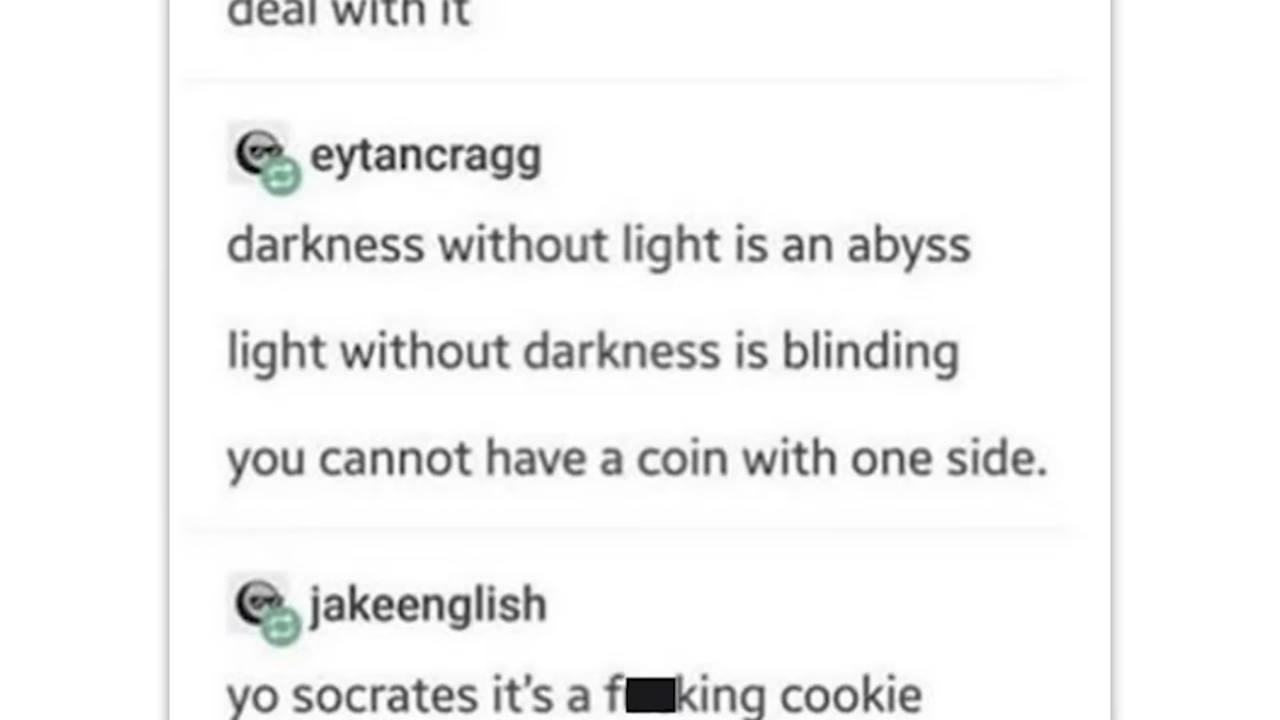 deal with it
eytancragg
darkness without light is an abyss
light without darkness is blinding
you cannot have a coin with one side.
jakeenglish
yo socrates it's a f██king cookie